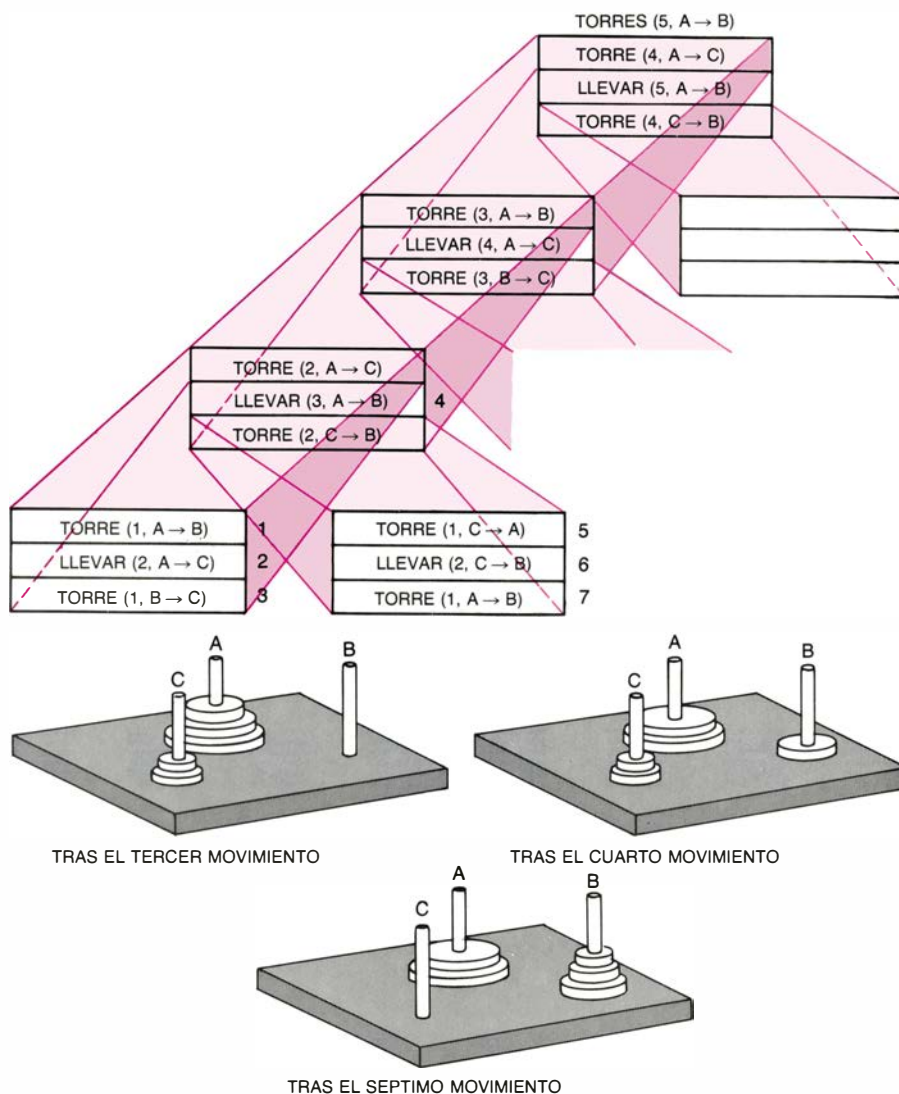 TORRES (5, A → B)
TORRE (4, A → C)
LLEVAR (5, A → B)
TORRE (4, C → B)
TORRE (3, A → B)
LLEVAR (4, A → C)
TORRE (3, B → C)
TORRE (2, A → C)
LLEVAR (3, A → B) 4
TORRE (2, C → B)
TORRE (1, A → B) 1
LLEVAR (2, A → C) 2
TORRE (1, B → C) 3
TORRE (1, C → A) 5
LLEVAR (2, C → B) 6
TORRE (1, A → B) 7
A
B
C
TRAS EL TERCER MOVIMIENTO
A
B
C
TRAS EL CUARTO MOVIMIENTO
A
B
C
TRAS EL SEPTIMO MOVIMIENTO